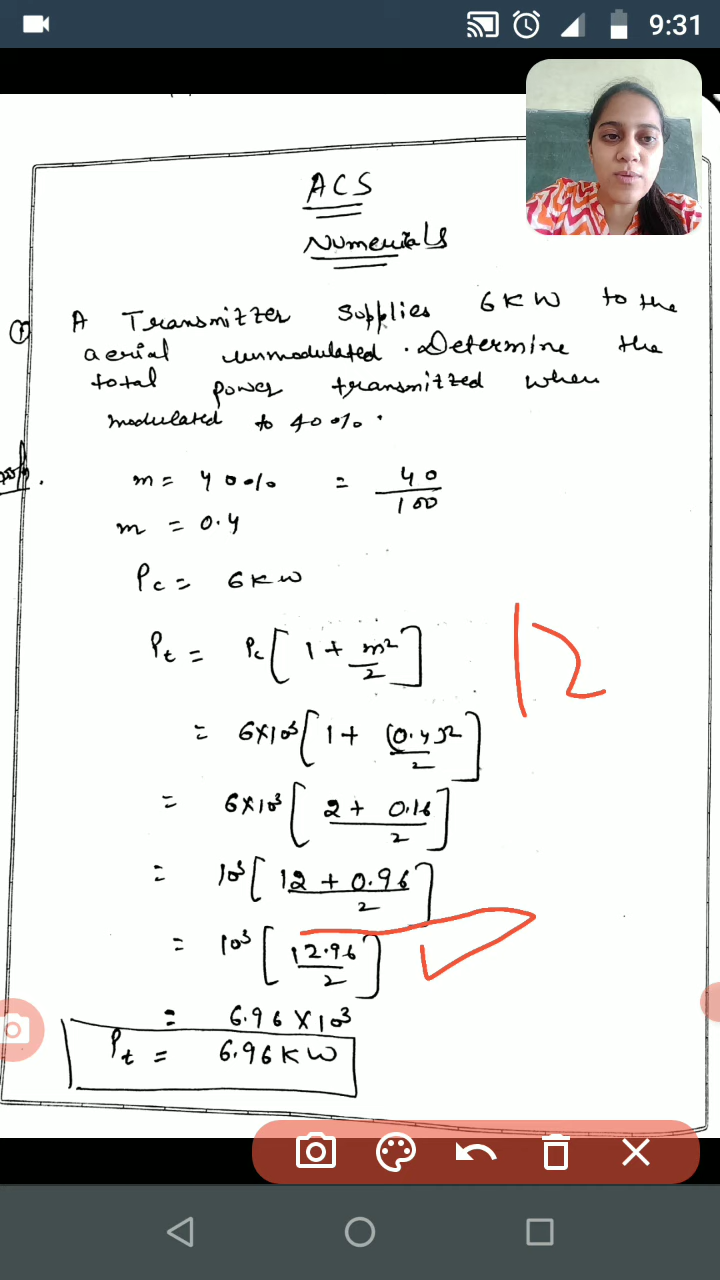 9:31
ACS
Numericals
① A Transmitter supplies 6KW to the
aerial unmodulated. Determine the
total power transmitted when
modulated to 40%.
m = 40% = 40/100
m = 0.4
Pc = 6KW
Pt = Pc[1 + m²/2]
= 6×10³[1 + (0.4)²/2]
= 6×10³[2 + 0.16/2]
= 10³[12 + 0.96/2]
= 10³[12.96/2]
= 6.96×10³
Pt = 6.96KW
12